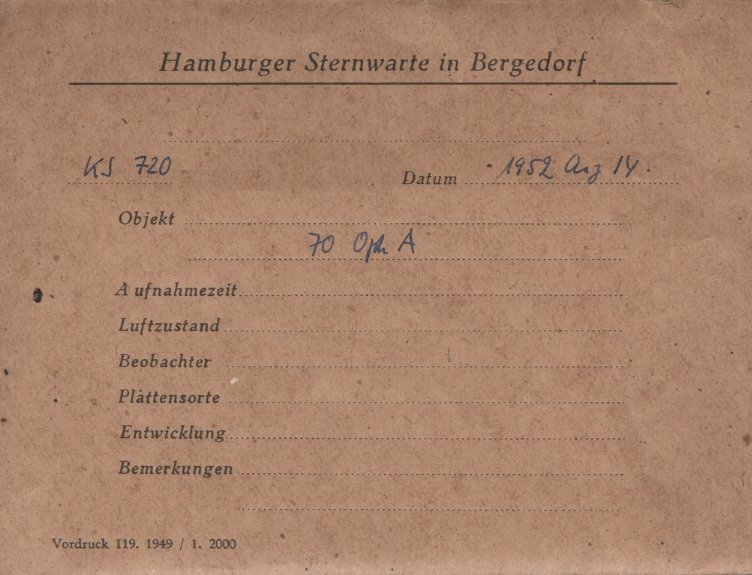 Hamburger Sternwarte in Bergedorf
KS 720
Datum 1952 Aug 14.
Objekt
70 Oph A
Aufnahmezeit
Luftzustand
Beobachter
Plattensorte
Entwicklung
Bemerkungen
Vordruck 119. 1949 / 1. 2000